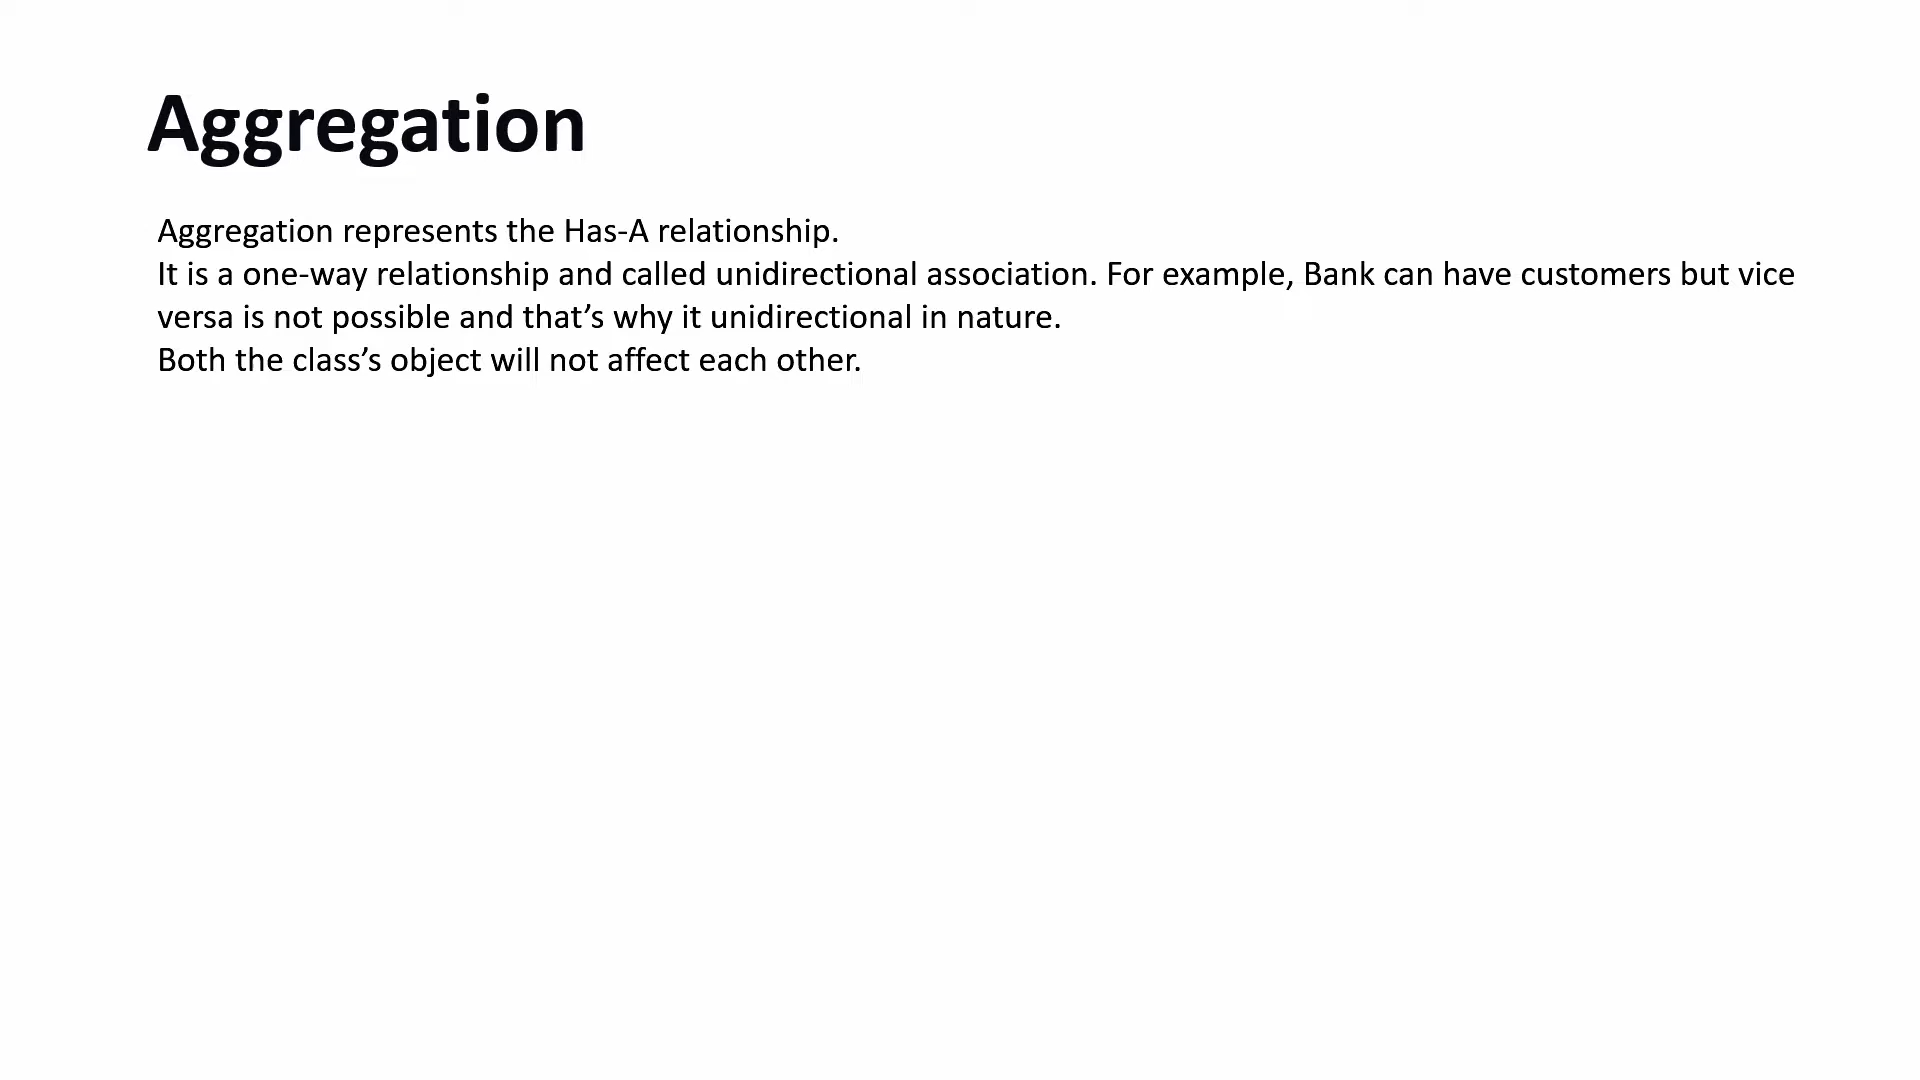 Aggregation
Aggregation represents the Has-A relationship.
It is a one-way relationship and called unidirectional association. For example, Bank can have customers but vice
versa is not possible and that’s why it unidirectional in nature.
Both the class’s object will not affect each other.